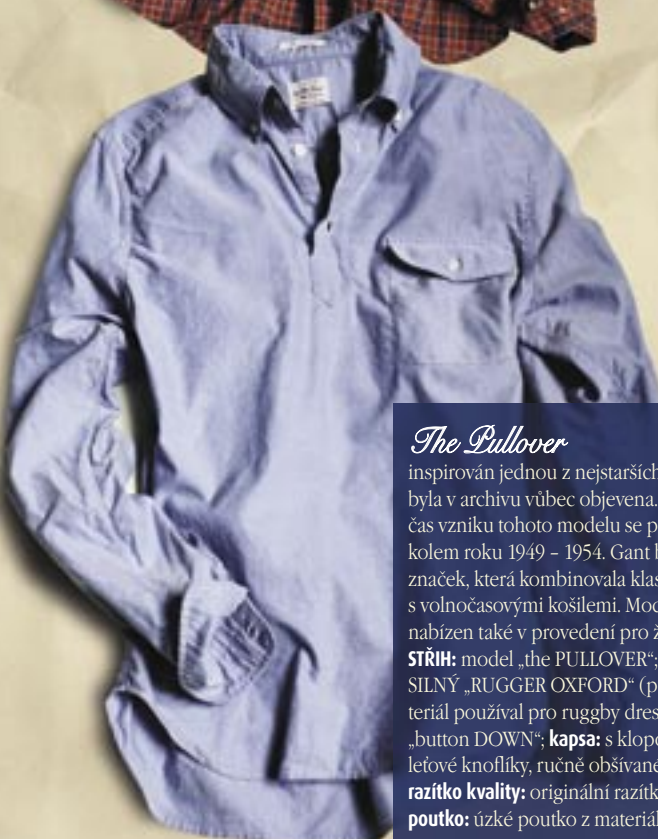 The Pullover
inspirován jednou z nejstarších
byla v archivu vůbec objevena.
čas vzniku tohoto modelu se p
kolem roku 1949 – 1954. Gant b
značek, která kombinovala klas
s volnočasovými košilemi. Mod
nabízen také v provedení pro ž
STŘIH: model „the PULLOVER“;
SILNÝ „RUGGER OXFORD“ (p
teriál používal pro ruggby dres
„button DOWN“; kapsa: s klopo
leťové knoflíky, ručně obšívané
razítko kvality: originální razítk
poutko: úzké poutko z materiál